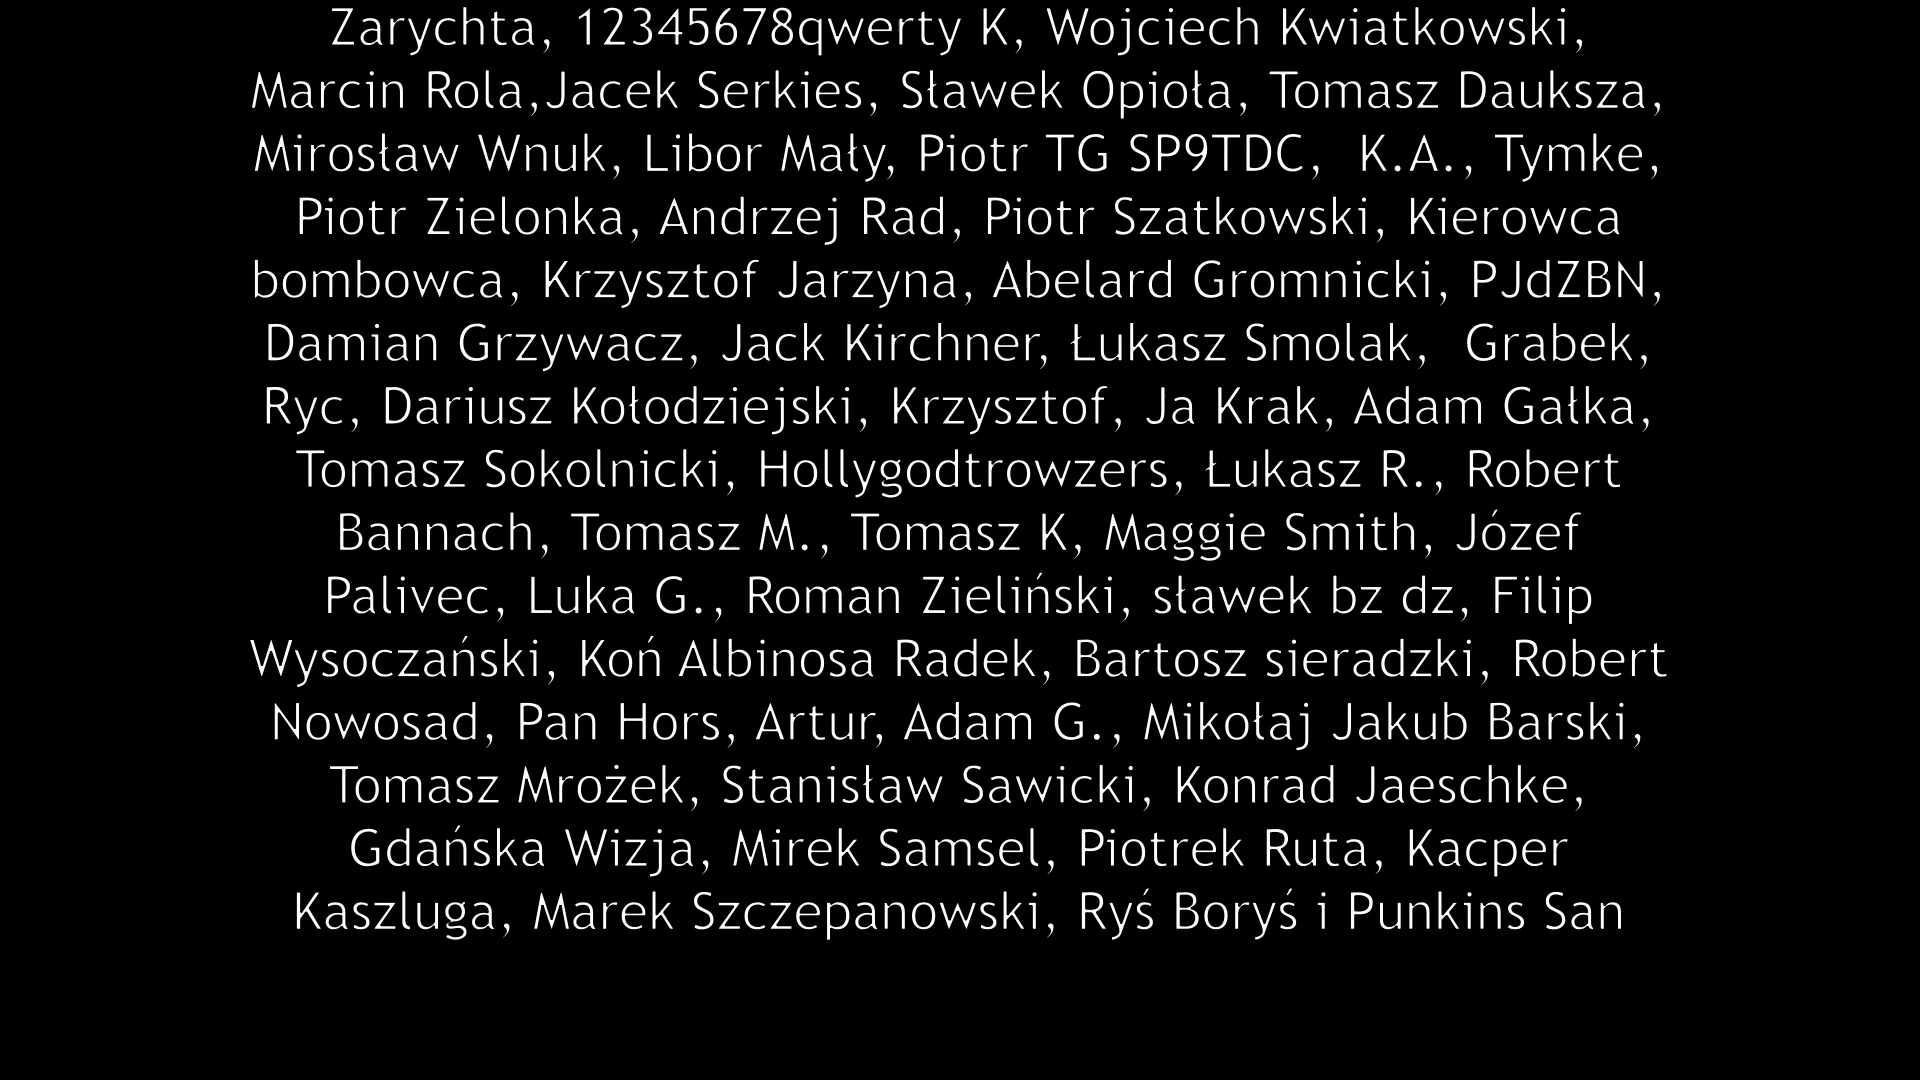 Zarychta, 12345678qwerty K, Wojciech Kwiatkowski,
Marcin Rola,Jacek Serkies, Sławek Opioła, Tomasz Dauksza,
Mirosław Wnuk, Libor Mały, Piotr TG SP9TDC,  K.A., Tymke,
Piotr Zielonka, Andrzej Rad, Piotr Szatkowski, Kierowca
bombowca, Krzysztof Jarzyna, Abelard Gromnicki, PJdZBN,
Damian Grzywacz, Jack Kirchner, Łukasz Smolak,  Grabek,
Ryc, Dariusz Kołodziejski, Krzysztof, Ja Krak, Adam Gałka,
Tomasz Sokolnicki, Hollygodtrowzers, Łukasz R., Robert
Bannach, Tomasz M., Tomasz K, Maggie Smith, Józef
Palivec, Luka G., Roman Zieliński, sławek bz dz, Filip
Wysoczański, Koń Albinosa Radek, Bartosz sieradzki, Robert
Nowosad, Pan Hors, Artur, Adam G., Mikołaj Jakub Barski,
Tomasz Mrożek, Stanisław Sawicki, Konrad Jaeschke,
Gdańska Wizja, Mirek Samsel, Piotrek Ruta, Kacper
Kaszluga, Marek Szczepanowski, Ryś Boryś i Punkins San